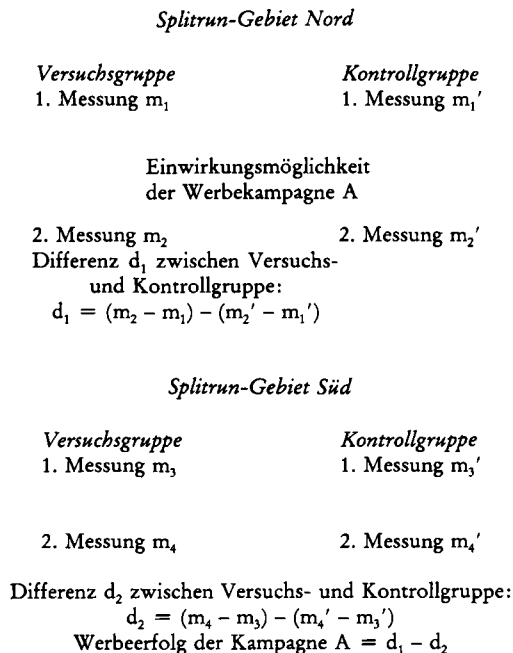 Splitrun-Gebiet Nord
Versuchsgruppe Kontrollgruppe
1. Messung m₁ 1. Messung m₁′
Einwirkungsmöglichkeit
der Werbekampagne A
2. Messung m₂ 2. Messung m₂′
Differenz d₁ zwischen Versuchs-
und Kontrollgruppe:
d₁ = (m₂ – m₁) – (m₂′ – m₁′)
Splitrun-Gebiet Süd
Versuchsgruppe Kontrollgruppe
1. Messung m₃ 1. Messung m₃′
2. Messung m₄ 2. Messung m₄′
Differenz d₂ zwischen Versuchs- und Kontrollgruppe:
d₂ = (m₄ – m₃) – (m₄′ – m₃′)
Werbeerfolg der Kampagne A = d₁ – d₂